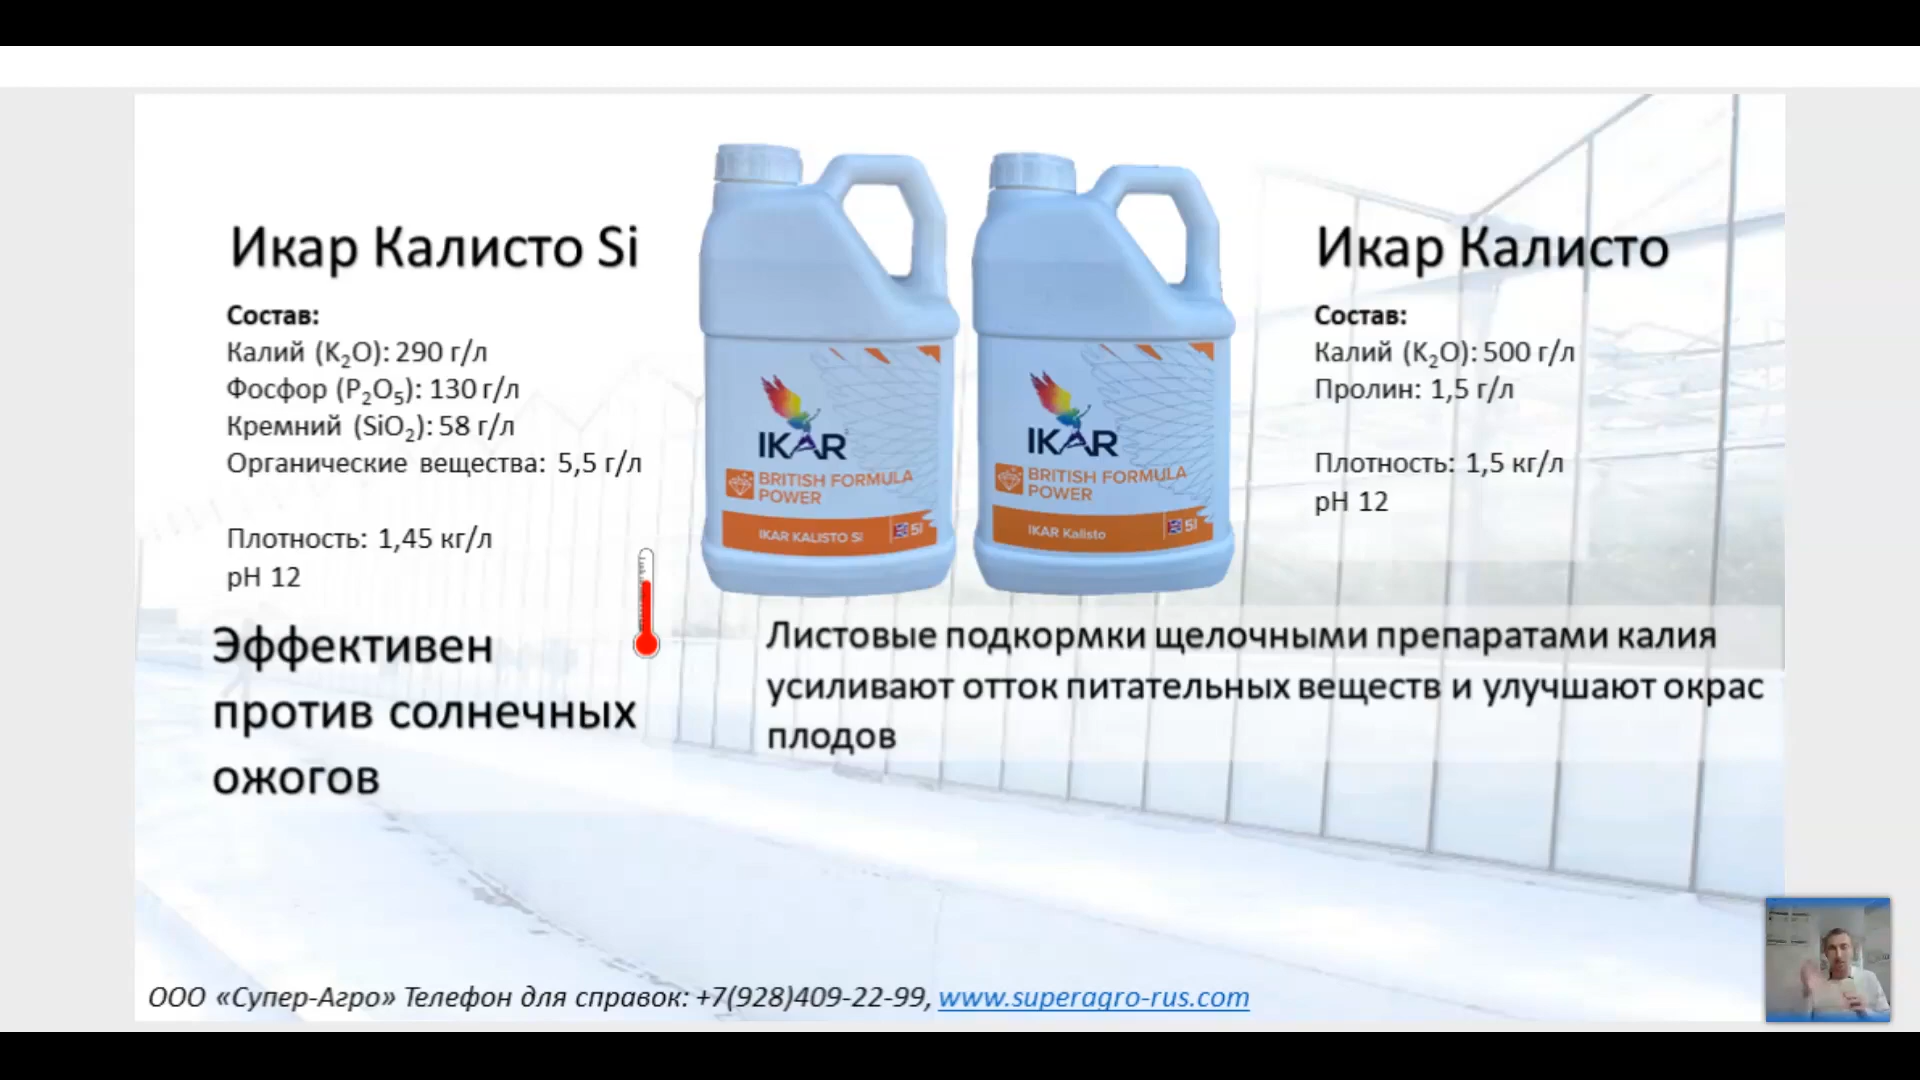 Икар Калисто Si
Состав:
Калий (K₂O): 290 г/л
Фосфор (P₂O₅): 130 г/л
Кремний (SiO₂): 58 г/л
Органические вещества: 5,5 г/л
Плотность: 1,45 кг/л
pH 12
Эффективен
против солнечных
ожогов
IKAR
BRITISH FORMULA
POWER
IKAR KALISTO SI
5l
IKAR
BRITISH FORMULA
POWER
IKAR Kalisto
5l
Икар Калисто
Состав:
Калий (K₂O): 500 г/л
Пролин: 1,5 г/л
Плотность: 1,5 кг/л
pH 12
Листовые подкормки щелочными препаратами калия
усиливают отток питательных веществ и улучшают окрас
плодов
ООО «Супер-Агро» Телефон для справок: +7(928)409-22-99, www.superagro-rus.com